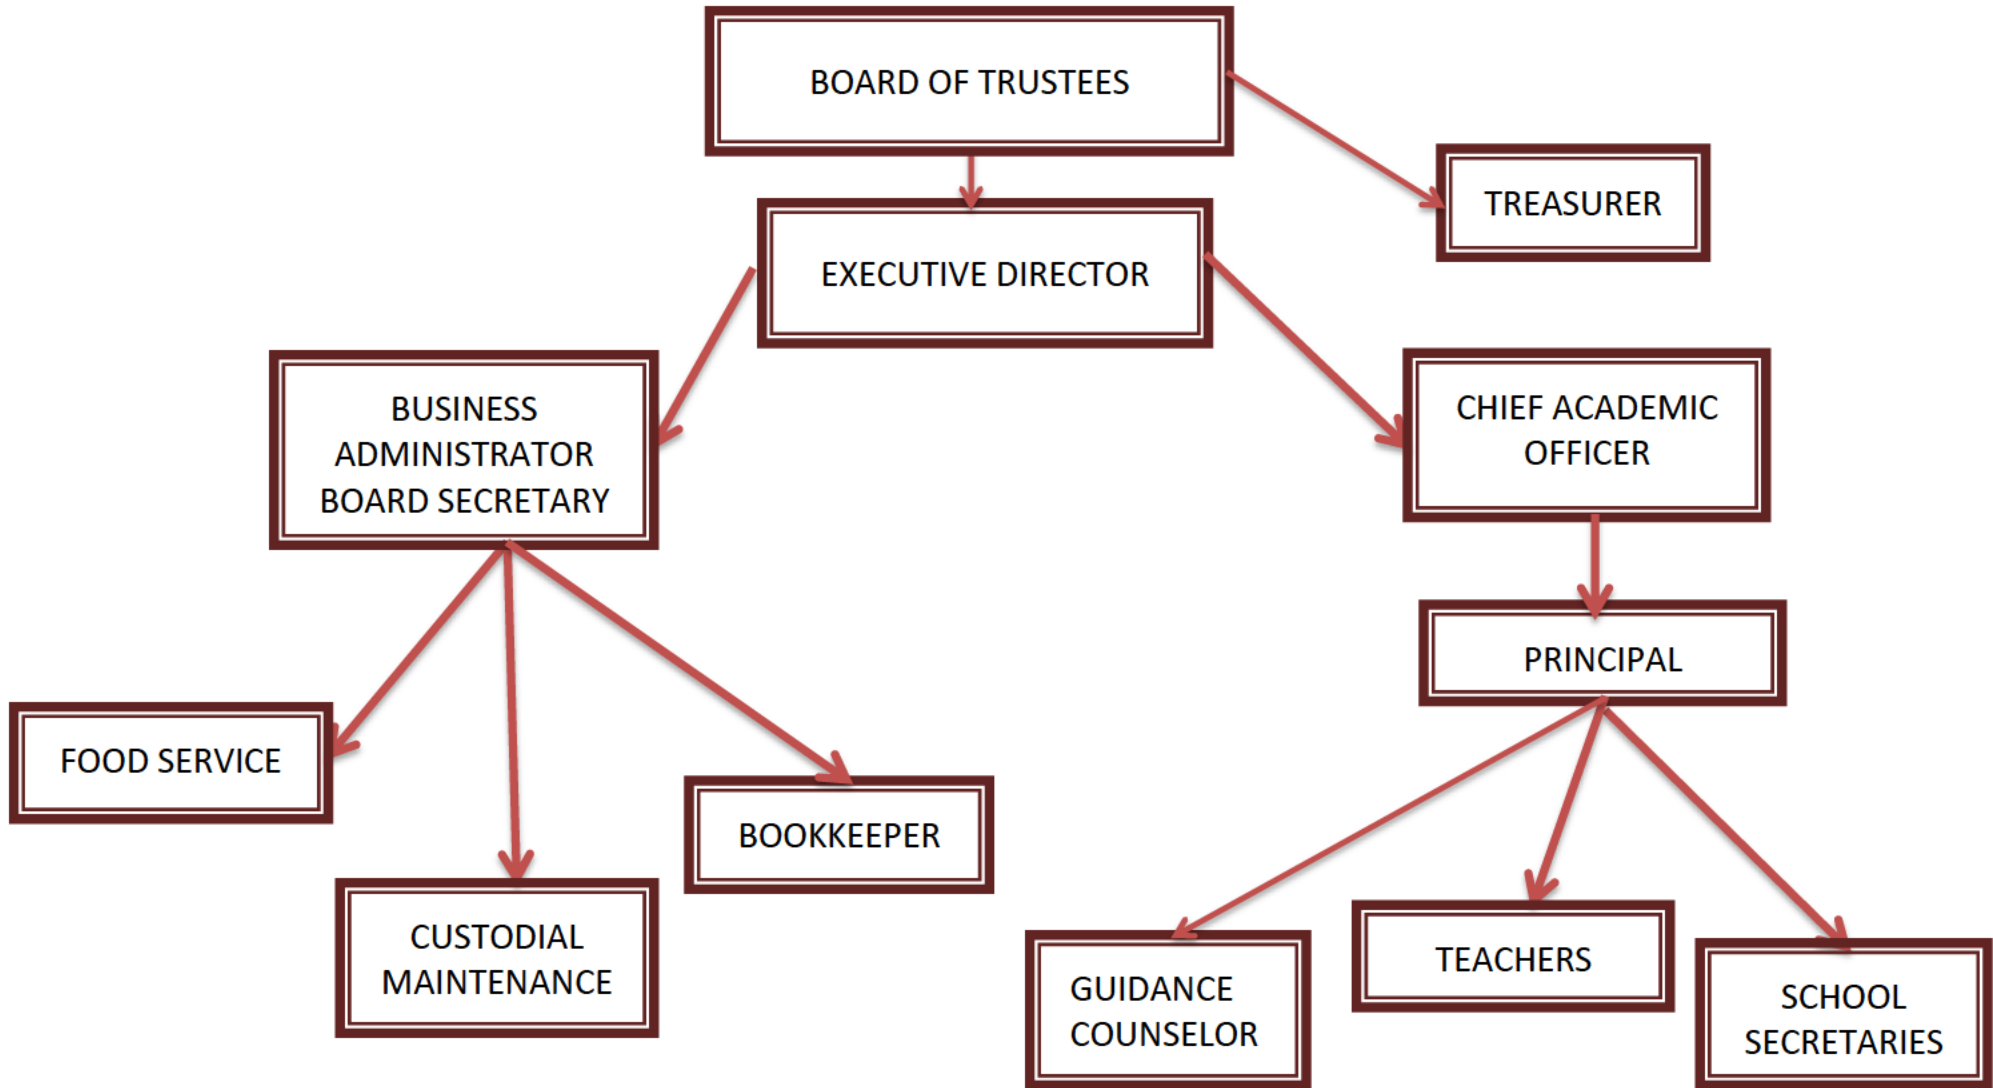 BOARD OF TRUSTEES
TREASURER
EXECUTIVE DIRECTOR
BUSINESS
ADMINISTRATOR
BOARD SECRETARY
CHIEF ACADEMIC
OFFICER
PRINCIPAL
FOOD SERVICE
BOOKKEEPER
CUSTODIAL
MAINTENANCE
GUIDANCE
COUNSELOR
TEACHERS
SCHOOL
SECRETARIES